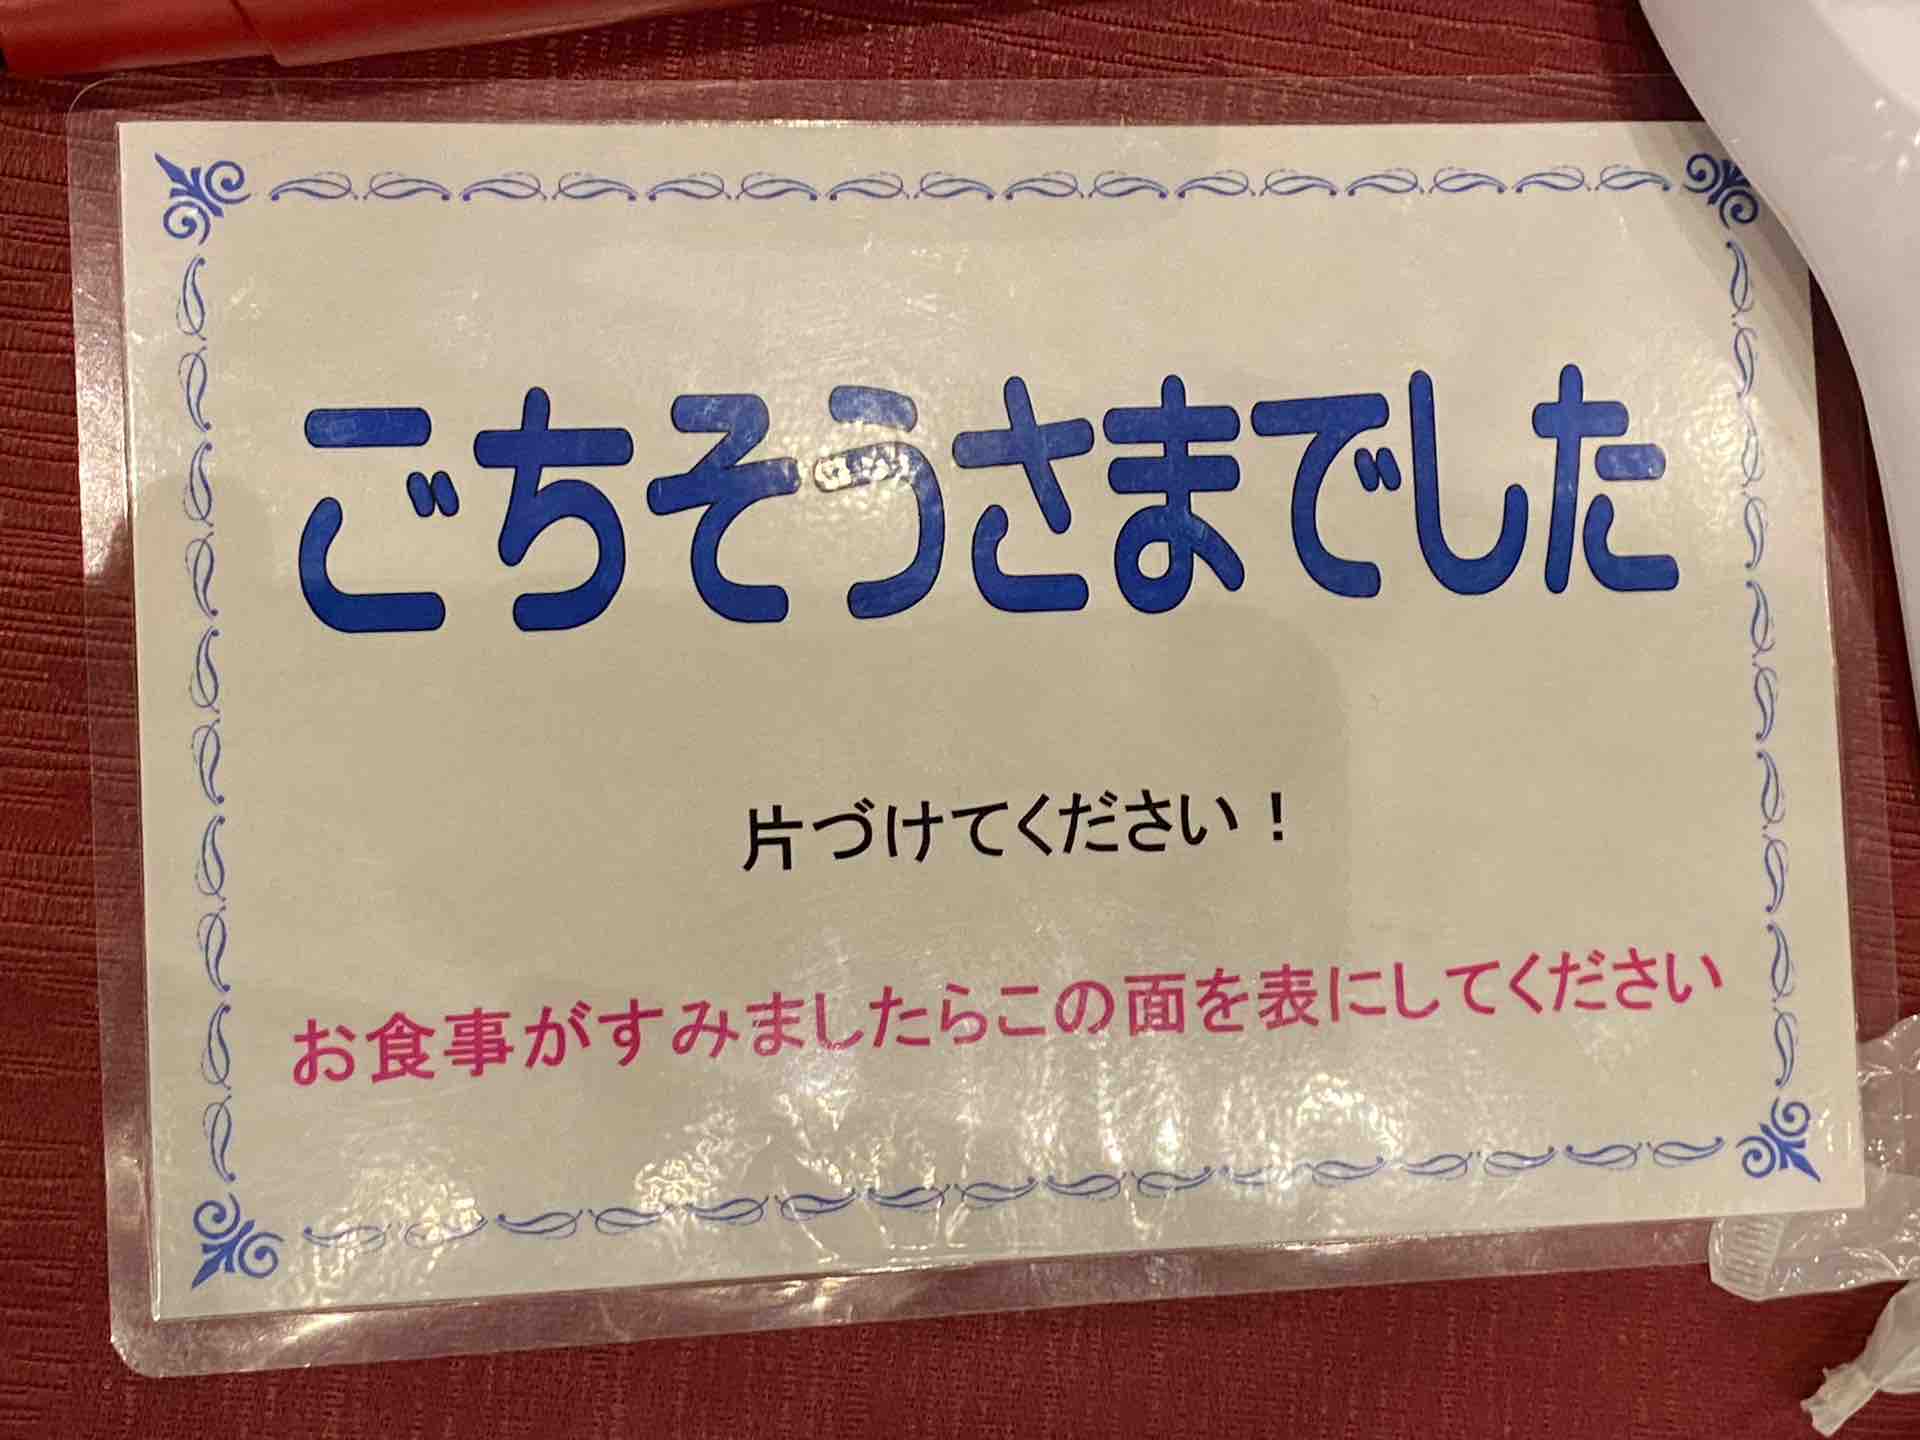 ごちそうさまでした
片づけてください！
お食事がすみましたらこの面を表にしてください